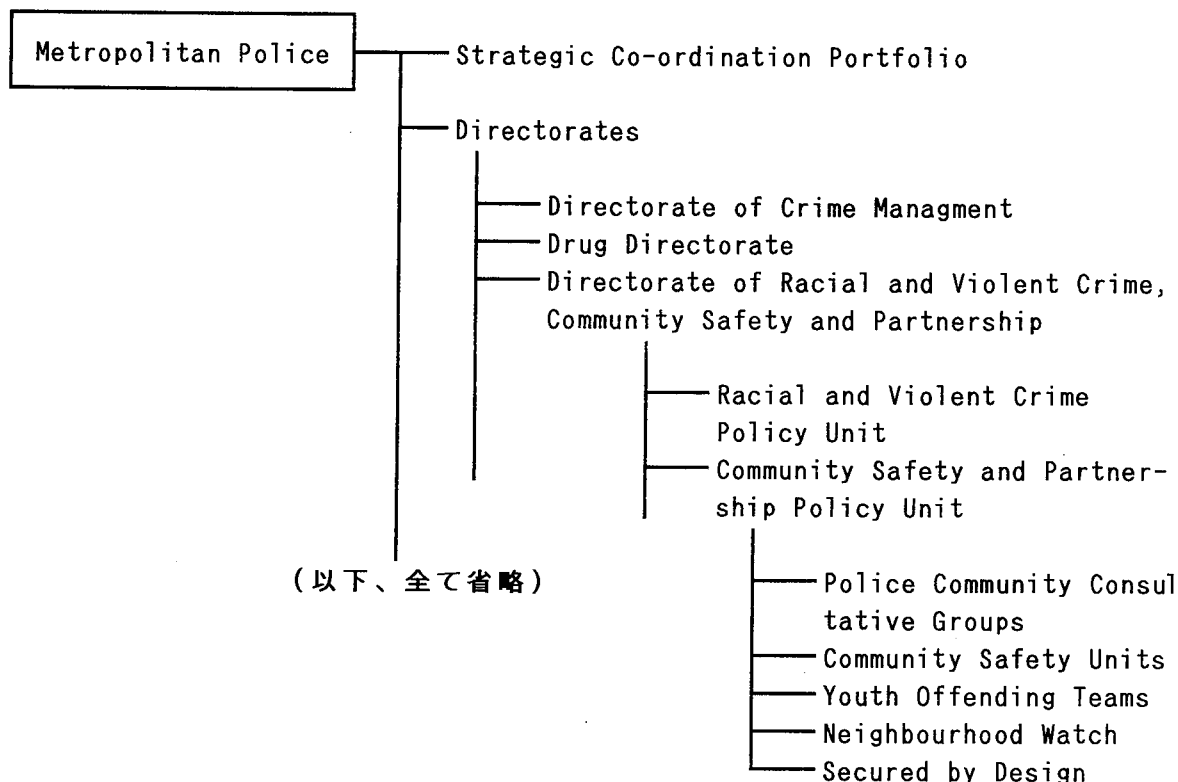 Metropolitan Police
Strategic Co-ordination Portfolio
Directorates
Directorate of Crime Managment
Drug Directorate
Directorate of Racial and Violent Crime,
Community Safety and Partnership
Racial and Violent Crime
Policy Unit
Community Safety and Partner-
ship Policy Unit
(以下、全て省略)
Police Community Consul
tative Groups
Community Safety Units
Youth Offending Teams
Neighbourhood Watch
Secured by Design